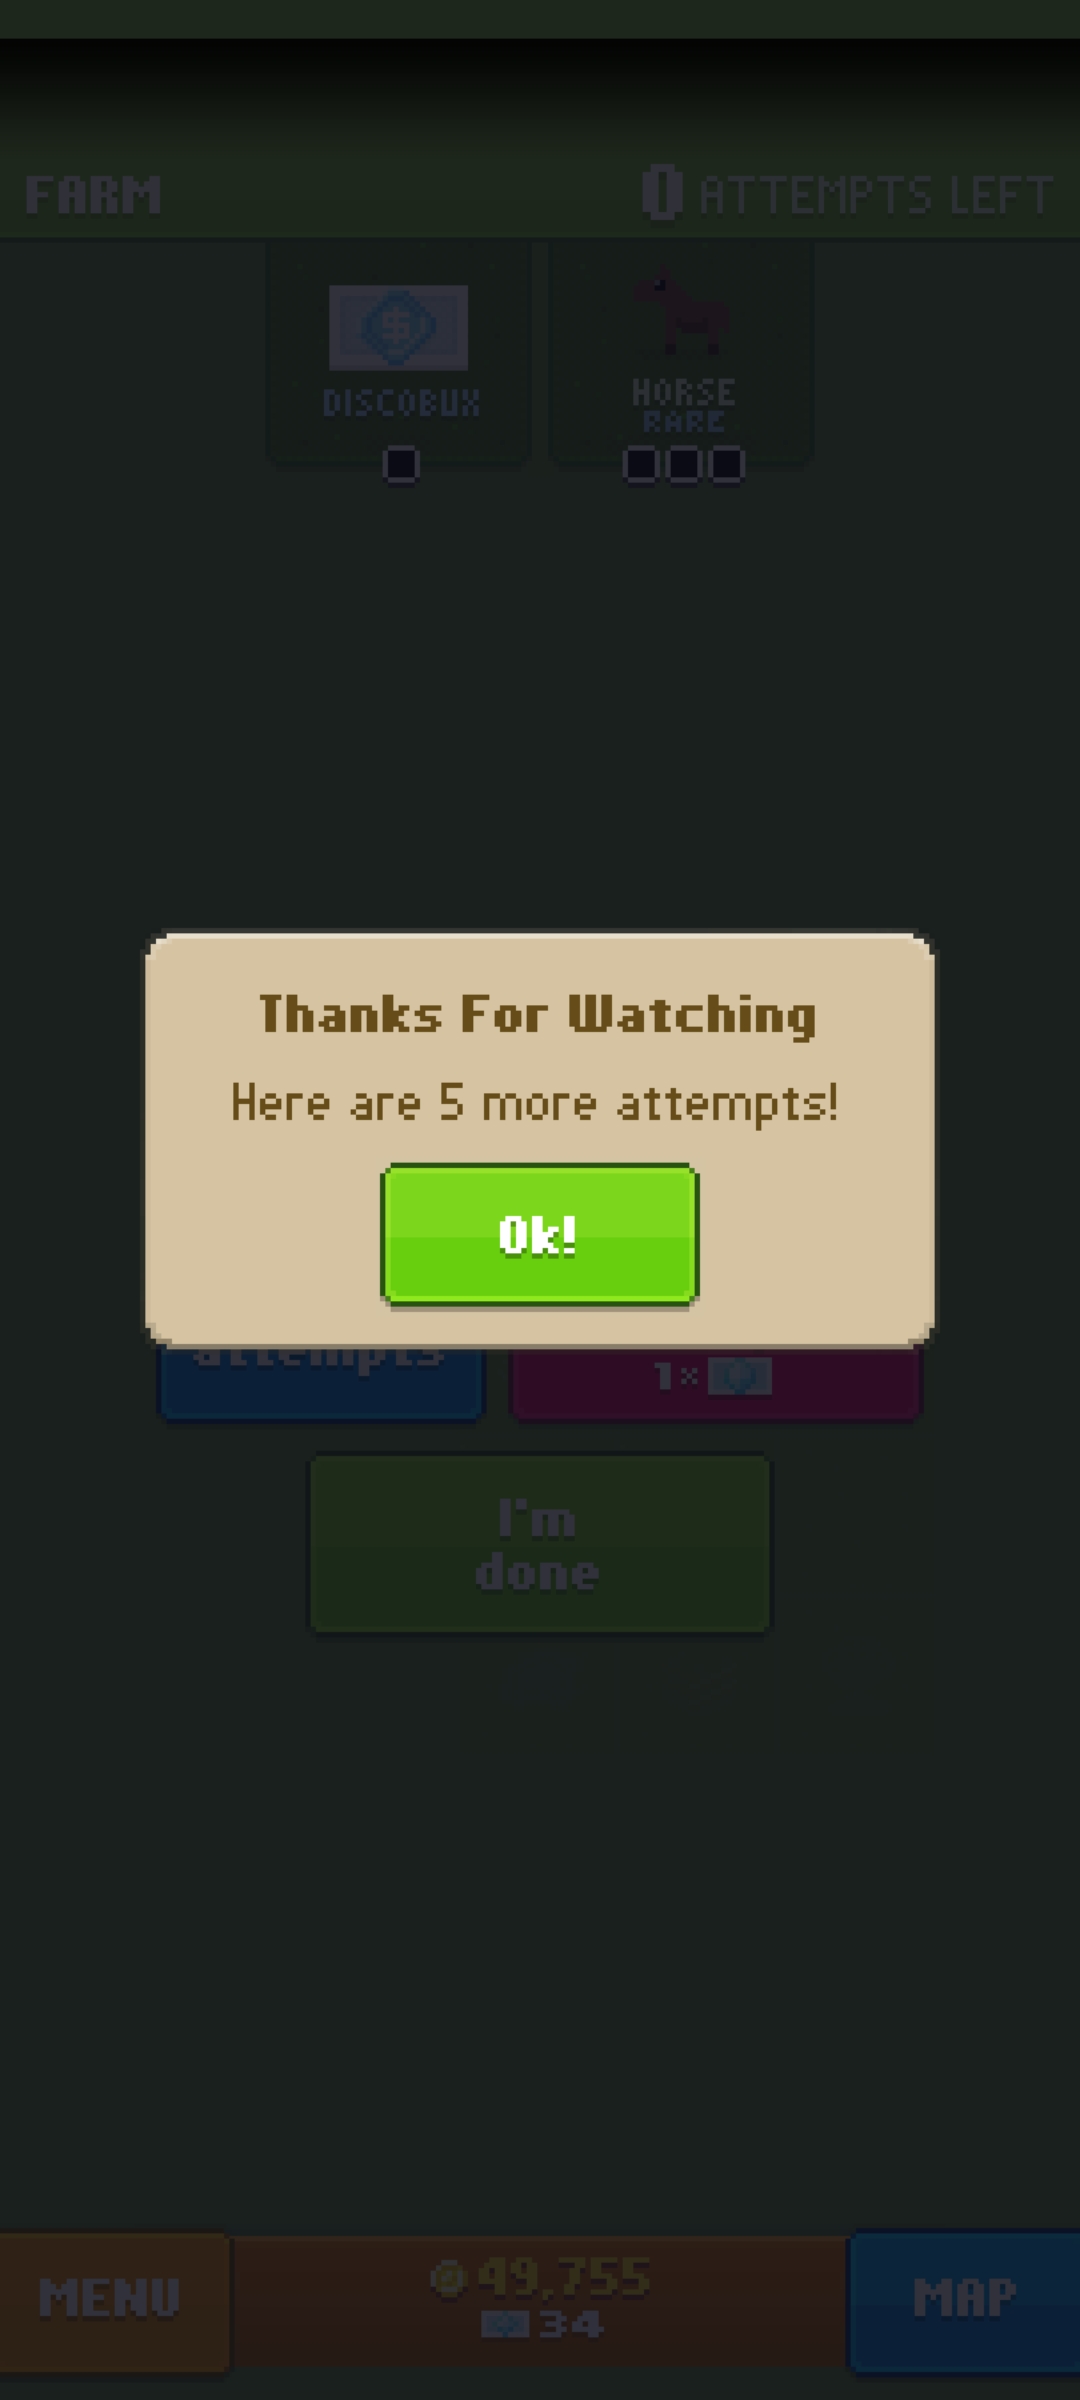 FARM
0 ATTEMPTS LEFT
DISCOBUX
HORSE
RARE
Thanks For Watching
Here are 5 more attempts!
Ok!
attempts
1×
I'm
done
MENU
49,755
34
MAP